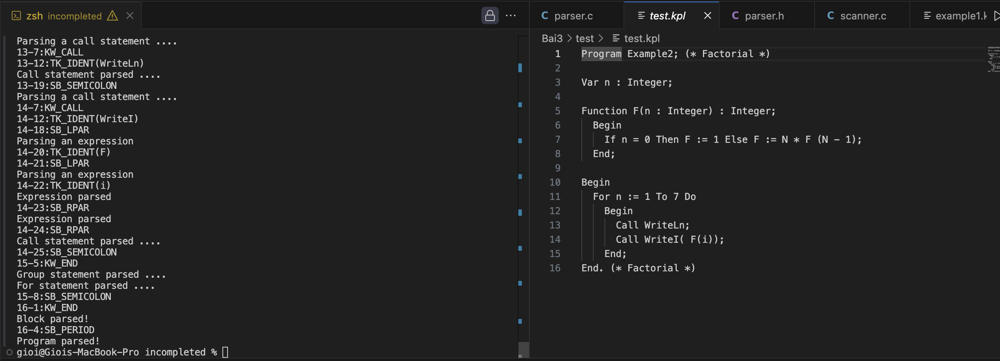 zsh incompleted
Parsing a call statement ....
13-7:KW_CALL
13-12:TK_IDENT(WriteLn)
Call statement parsed ....
13-19:SB_SEMICOLON
Parsing a call statement ....
14-7:KW_CALL
14-12:TK_IDENT(WriteI)
14-18:SB_LPAR
Parsing an expression
14-20:TK_IDENT(F)
14-21:SB_LPAR
Parsing an expression
14-22:TK_IDENT(i)
Expression parsed
14-23:SB_RPAR
Expression parsed
14-24:SB_RPAR
Call statement parsed ....
14-25:SB_SEMICOLON
15-5:KW_END
Group statement parsed ....
For statement parsed ....
15-8:SB_SEMICOLON
16-1:KW_END
Block parsed!
16-4:SB_PERIOD
Program parsed!
gioi@Giois-MacBook-Pro incompleted %
C parser.c test.kpl C parser.h C scanner.c example1.k
Bai3 > test > test.kpl
1 Program Example2; (* Factorial *)
2
3 Var n : Integer;
4
5 Function F(n : Integer) : Integer;
6 Begin
7 If n = 0 Then F := 1 Else F := N * F (N - 1);
8 End;
9
10 Begin
11 For n := 1 To 7 Do
12 Begin
13 Call WriteLn;
14 Call WriteI( F(i));
15 End;
16 End. (* Factorial *)